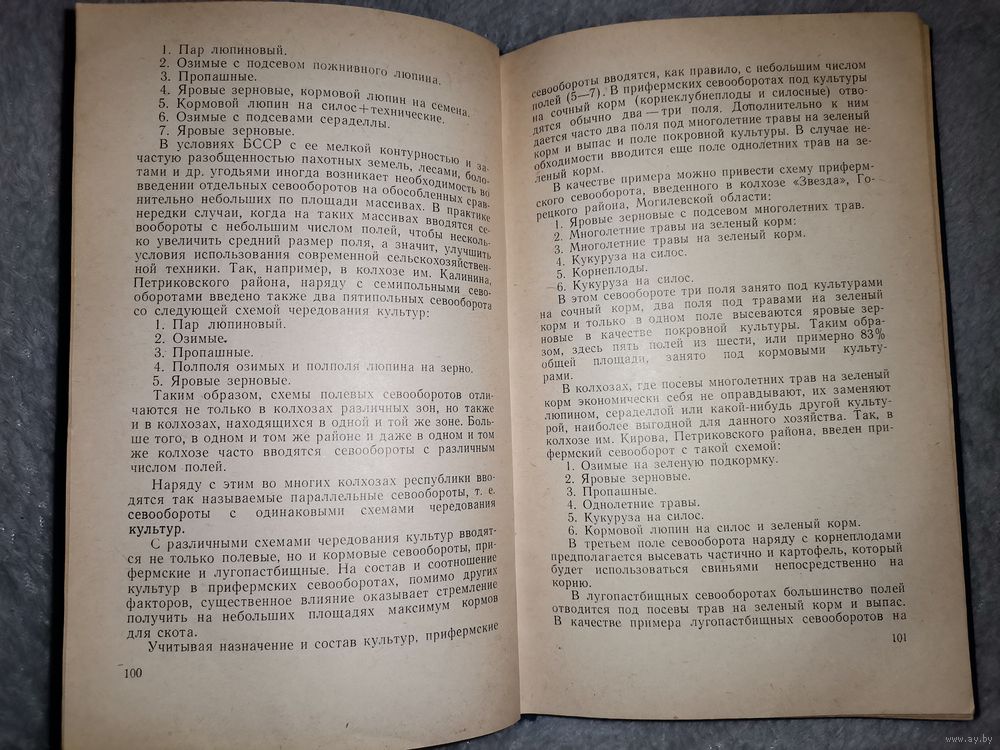 1. Пар люпиновый.
2. Озимые с подсевом пожнивного люпина.
3. Пропашные.
4. Яровые зерновые, кормовой люпин на семена.
5. Кормовой люпин на силос+технические.
6. Озимые с подсевами сераделлы.
7. Яровые зерновые.
В условиях БССР с ее мелкой контурностью и за-
частую разобщенностью пахотных земель, лесами, боло-
тами и др. угодьями иногда возникает необходимость во
введении отдельных севооборотов на обособленных срав-
нительно небольших по площади массивах. В практике
нередки случаи, когда на таких массивах вводятся се-
вообороты с небольшим числом полей, чтобы несколь-
ко увеличить средний размер поля, а значит, улучшить
условия использования современной сельскохозяйствен-
ной техники. Так, например, в колхозе им. Калинина,
Петриковского района, наряду с семипольными сево-
оборотами введено также два пятипольных севооборота
со следующей схемой чередования культур:
1. Пар люпиновый.
2. Озимые.
3. Пропашные.
4. Полполя озимых и полполя люпина на зерно.
5. Яровые зерновые.
Таким образом, схемы полевых севооборотов отли-
чаются не только в колхозах различных зон, но также
и в колхозах, находящихся в одной и той же зоне. Боль-
ше того, в одном и том же районе и даже в одном и том
же колхозе часто вводятся севообороты с различным
числом полей.
Наряду с этим во многих колхозах республики вво-
дятся так называемые параллельные севообороты, т. е.
севообороты с одинаковыми схемами чередования
культур.
С различными схемами чередования культур вводят-
ся не только полевые, но и кормовые севообороты, при-
фермские и лугопастбищные. На состав и соотношение
культур в прифермских севооборотах, помимо других
факторов, существенное влияние оказывает стремление
получить на небольших площадях максимум кормов
для скота.
Учитывая назначение и состав культур, прифермские
100
севообороты вводятся, как правило, с небольшим числом
полей (5—7). В прифермских севооборотах под культуры
на сочный корм (корнеклубнеплоды и силосные) отво-
дятся обычно два — три поля. Дополнительно к ним
дается часто два поля под многолетние травы на зеленый
корм и выпас и поле покровной культуры. В случае не-
обходимости вводится еще поле однолетних трав на зе-
леный корм.
В качестве примера можно привести схему приферм-
ского севооборота, введенного в колхозе «Звезда», Го-
рецкого района, Могилевской области:
1. Яровые зерновые с подсевом многолетних трав.
2. Многолетние травы на зеленый корм:
3. Многолетние травы на зеленый корм.
4. Кукуруза на силос.
5. Корнеплоды.
6. Кукуруза на силос.
В этом севообороте три поля занято под культурами
на сочный корм, два поля под травами на зеленый
корм и только в одном поле высеваются яровые зер-
новые в качестве покровной культуры. Таким обра-
зом, здесь пять полей из шести, или примерно 83%
общей площади, занято под кормовыми культу-
рами.
В колхозах, где посевы многолетних трав на зеленый
корм экономически себя не оправдывают, их заменяют
люпином, сераделлой или какой-нибудь другой культу-
рой, наиболее выгодной для данного хозяйства. Так, в
колхозе им. Кирова, Петриковского района, введен при-
фермский севооборот с такой схемой:
1. Озимые на зеленую подкормку.
2. Яровые зерновые.
3. Пропашные.
4. Однолетние травы.
5. Кукуруза на силос.
6. Кормовой люпин на силос и зеленый корм.
В третьем поле севооборота наряду с корнеплодами
предполагается высевать частично и картофель, который
будет использоваться свиньями непосредственно на
корню.
В лугопастбищных севооборотах большинство полей
отводится под посевы трав на зеленый корм и выпас.
В качестве примера лугопастбищных севооборотов на
101
www.ay.by